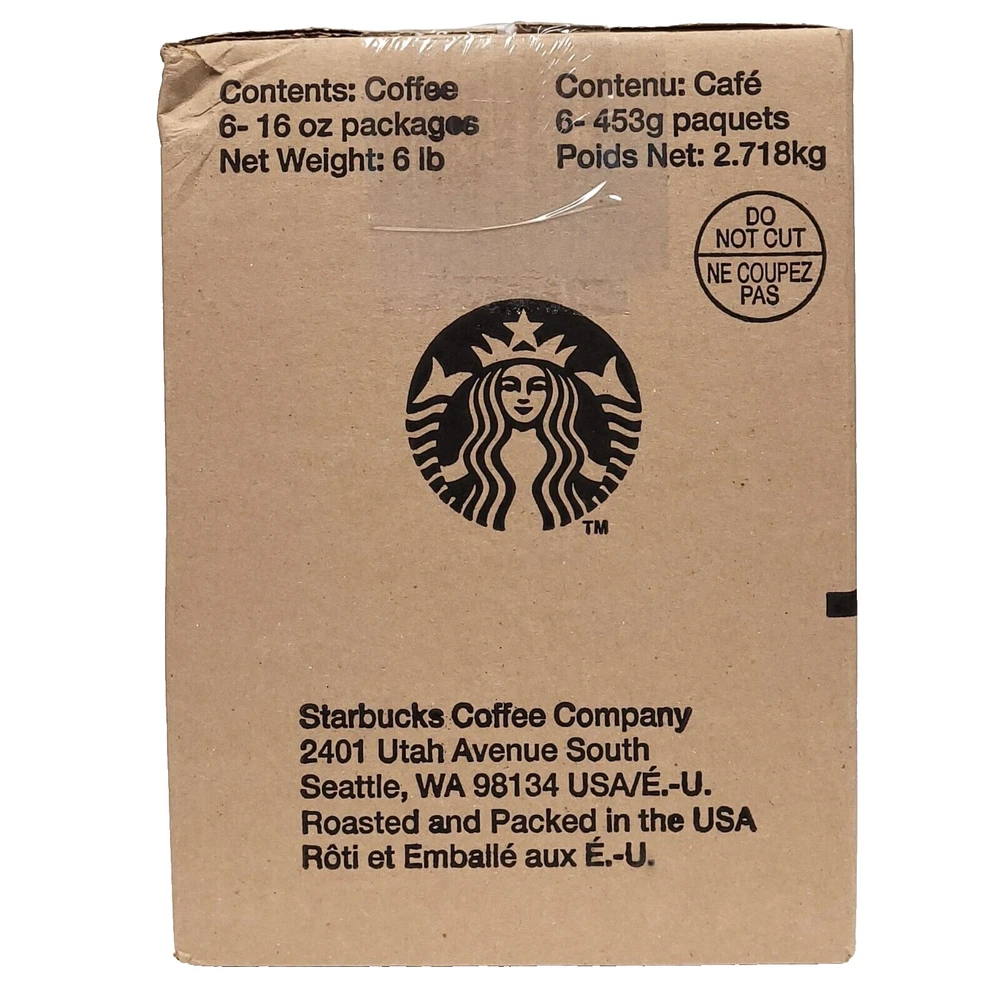 Contents: Coffee
6- 16 oz packages
Net Weight: 6 lb
Contenu: Café
6- 453g paquets
Poids Net: 2.718kg
DO
NOT CUT
NE COUPEZ
PAS
TM
Starbucks Coffee Company
2401 Utah Avenue South
Seattle, WA 98134 USA/É.-U.
Roasted and Packed in the USA
Rôti et Emballé aux É.-U.